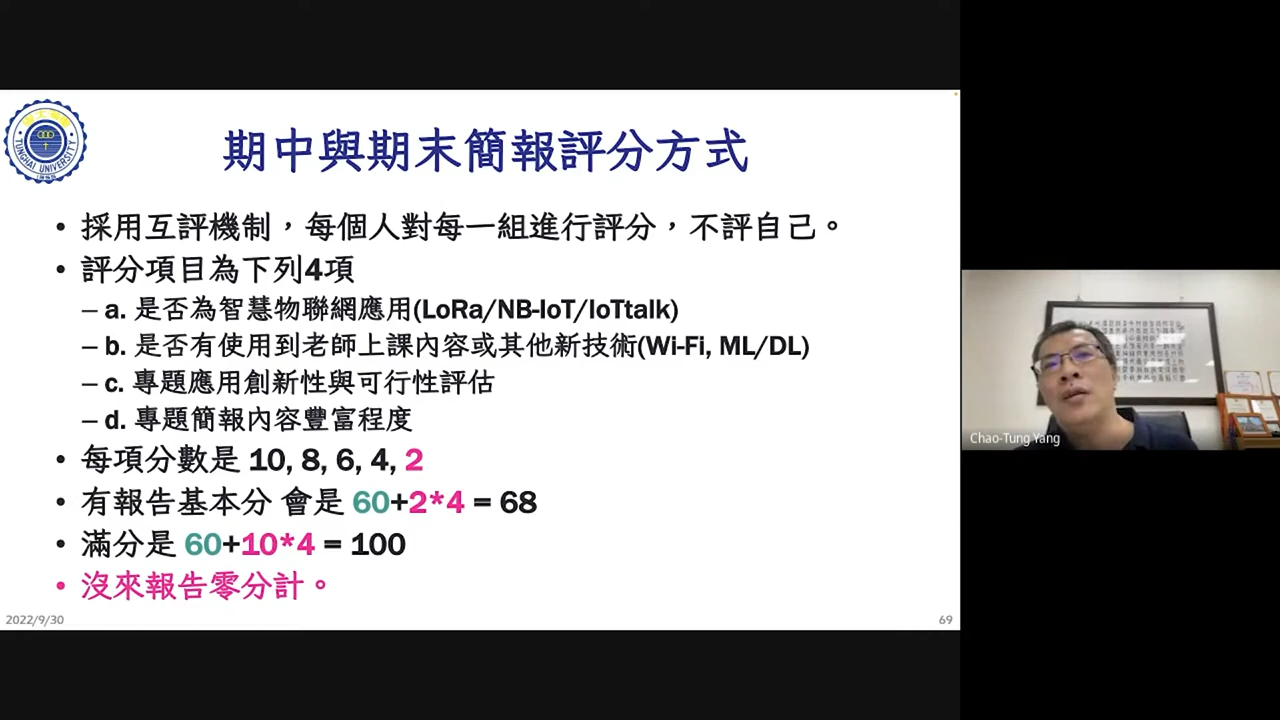 期中與期末簡報評分方式
• 採用互評機制，每個人對每一組進行評分，不評自己。
• 評分項目為下列4項
– a. 是否為智慧物聯網應用(LoRa/NB-IoT/IoTtalk)
– b. 是否有使用到老師上課內容或其他新技術(Wi-Fi, ML/DL)
– c. 專題應用創新性與可行性評估
– d. 專題簡報內容豐富程度
• 每項分數是 10, 8, 6, 4, 2
• 有報告基本分 會是 60+2*4 = 68
• 滿分是 60+10*4 = 100
• 沒來報告零分計。
2022/9/30
69
TUNGHAI UNIVERSITY
Chao-Tung Yang